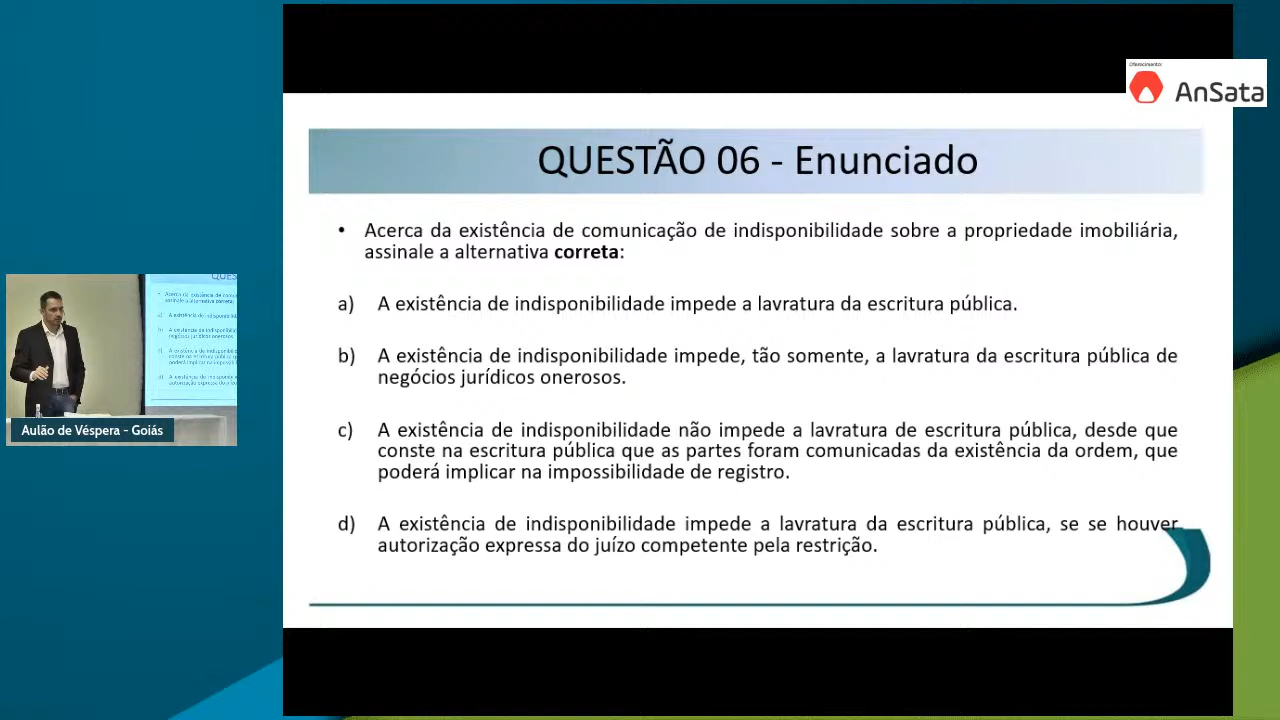 Oferecimento:
AnSata
QUESTÃO 06 - Enunciado
• Acerca da existência de comunicação de indisponibilidade sobre a propriedade imobiliária,
assinale a alternativa correta:
a) A existência de indisponibilidade impede a lavratura da escritura pública.
b) A existência de indisponibilidade impede, tão somente, a lavratura da escritura pública de
negócios jurídicos onerosos.
c) A existência de indisponibilidade não impede a lavratura de escritura pública, desde que
conste na escritura pública que as partes foram comunicadas da existência da ordem, que
poderá implicar na impossibilidade de registro.
d) A existência de indisponibilidade impede a lavratura da escritura pública, se se houver
autorização expressa do juízo competente pela restrição.
Aulão de Véspera - Goiás